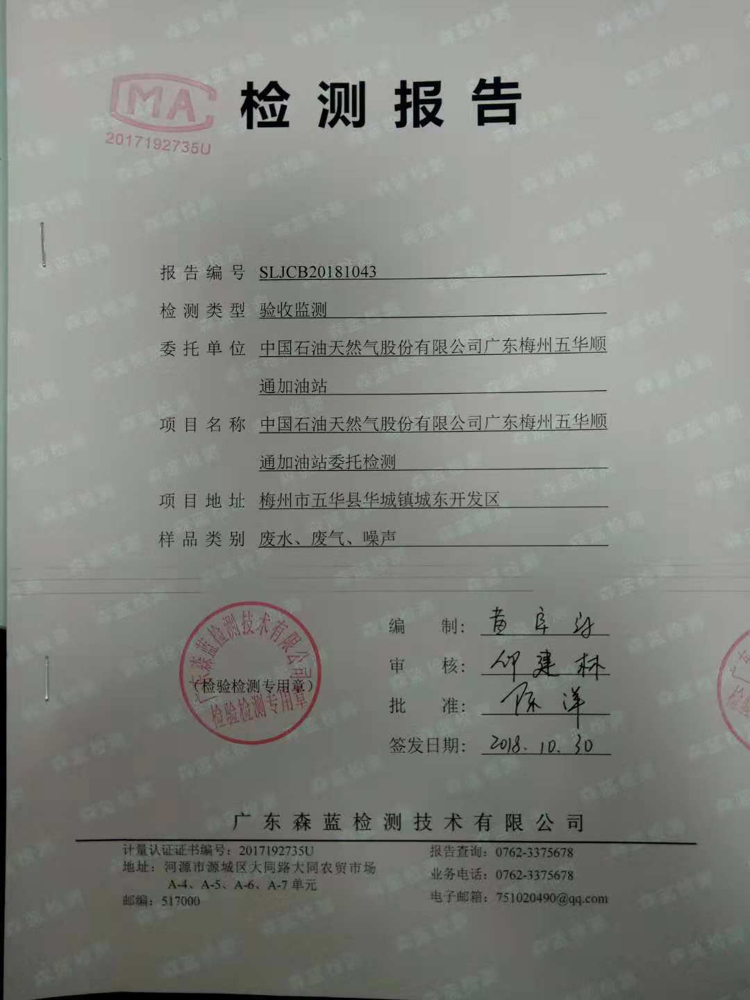 检测报告
CMA
2017192735U
报告编号 SLJCB20181043
检测类型 验收监测
委托单位 中国石油天然气股份有限公司广东梅州五华顺
通加油站
项目名称 中国石油天然气股份有限公司广东梅州五华顺
通加油站委托检测
项目地址 梅州市五华县华城镇城东开发区
样品类别 废水、废气、噪声
广东森蓝检测技术有限公司
(检验检测专用章)
检验检测专用章
编 制: 黄
审 核: 建林
批 准: 陈洋
签发日期: 2018.10.30
广东森蓝检测技术有限公司
计量认证证书编号: 2017192735U
地址: 河源市源城区大同路大同农贸市场
A-4、A-5、A-6、A-7 单元
邮编: 517000
报告查询: 0762-3375678
业务电话: 0762-3375678
电子邮箱: 751020490@qq.com
森蓝检测